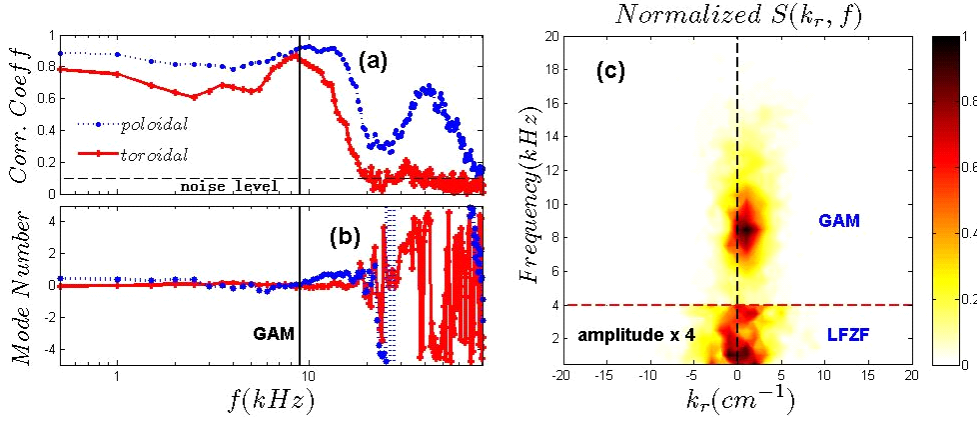 Normalized S(k_r, f)
Corr. Coeff
1
0.8
0.6
0.4
0.2
0
(a)
poloidal
toroidal
noise level
Mode Number
4
2
0
-2
-4
(b)
GAM
1
10
f(kHz)
Frequency(kHz)
20
18
16
14
12
10
8
6
4
2
(c)
GAM
amplitude x 4
LFZF
-20
-15
-10
-5
0
5
10
15
20
k_r(cm⁻¹)
1
0.8
0.6
0.4
0.2
0